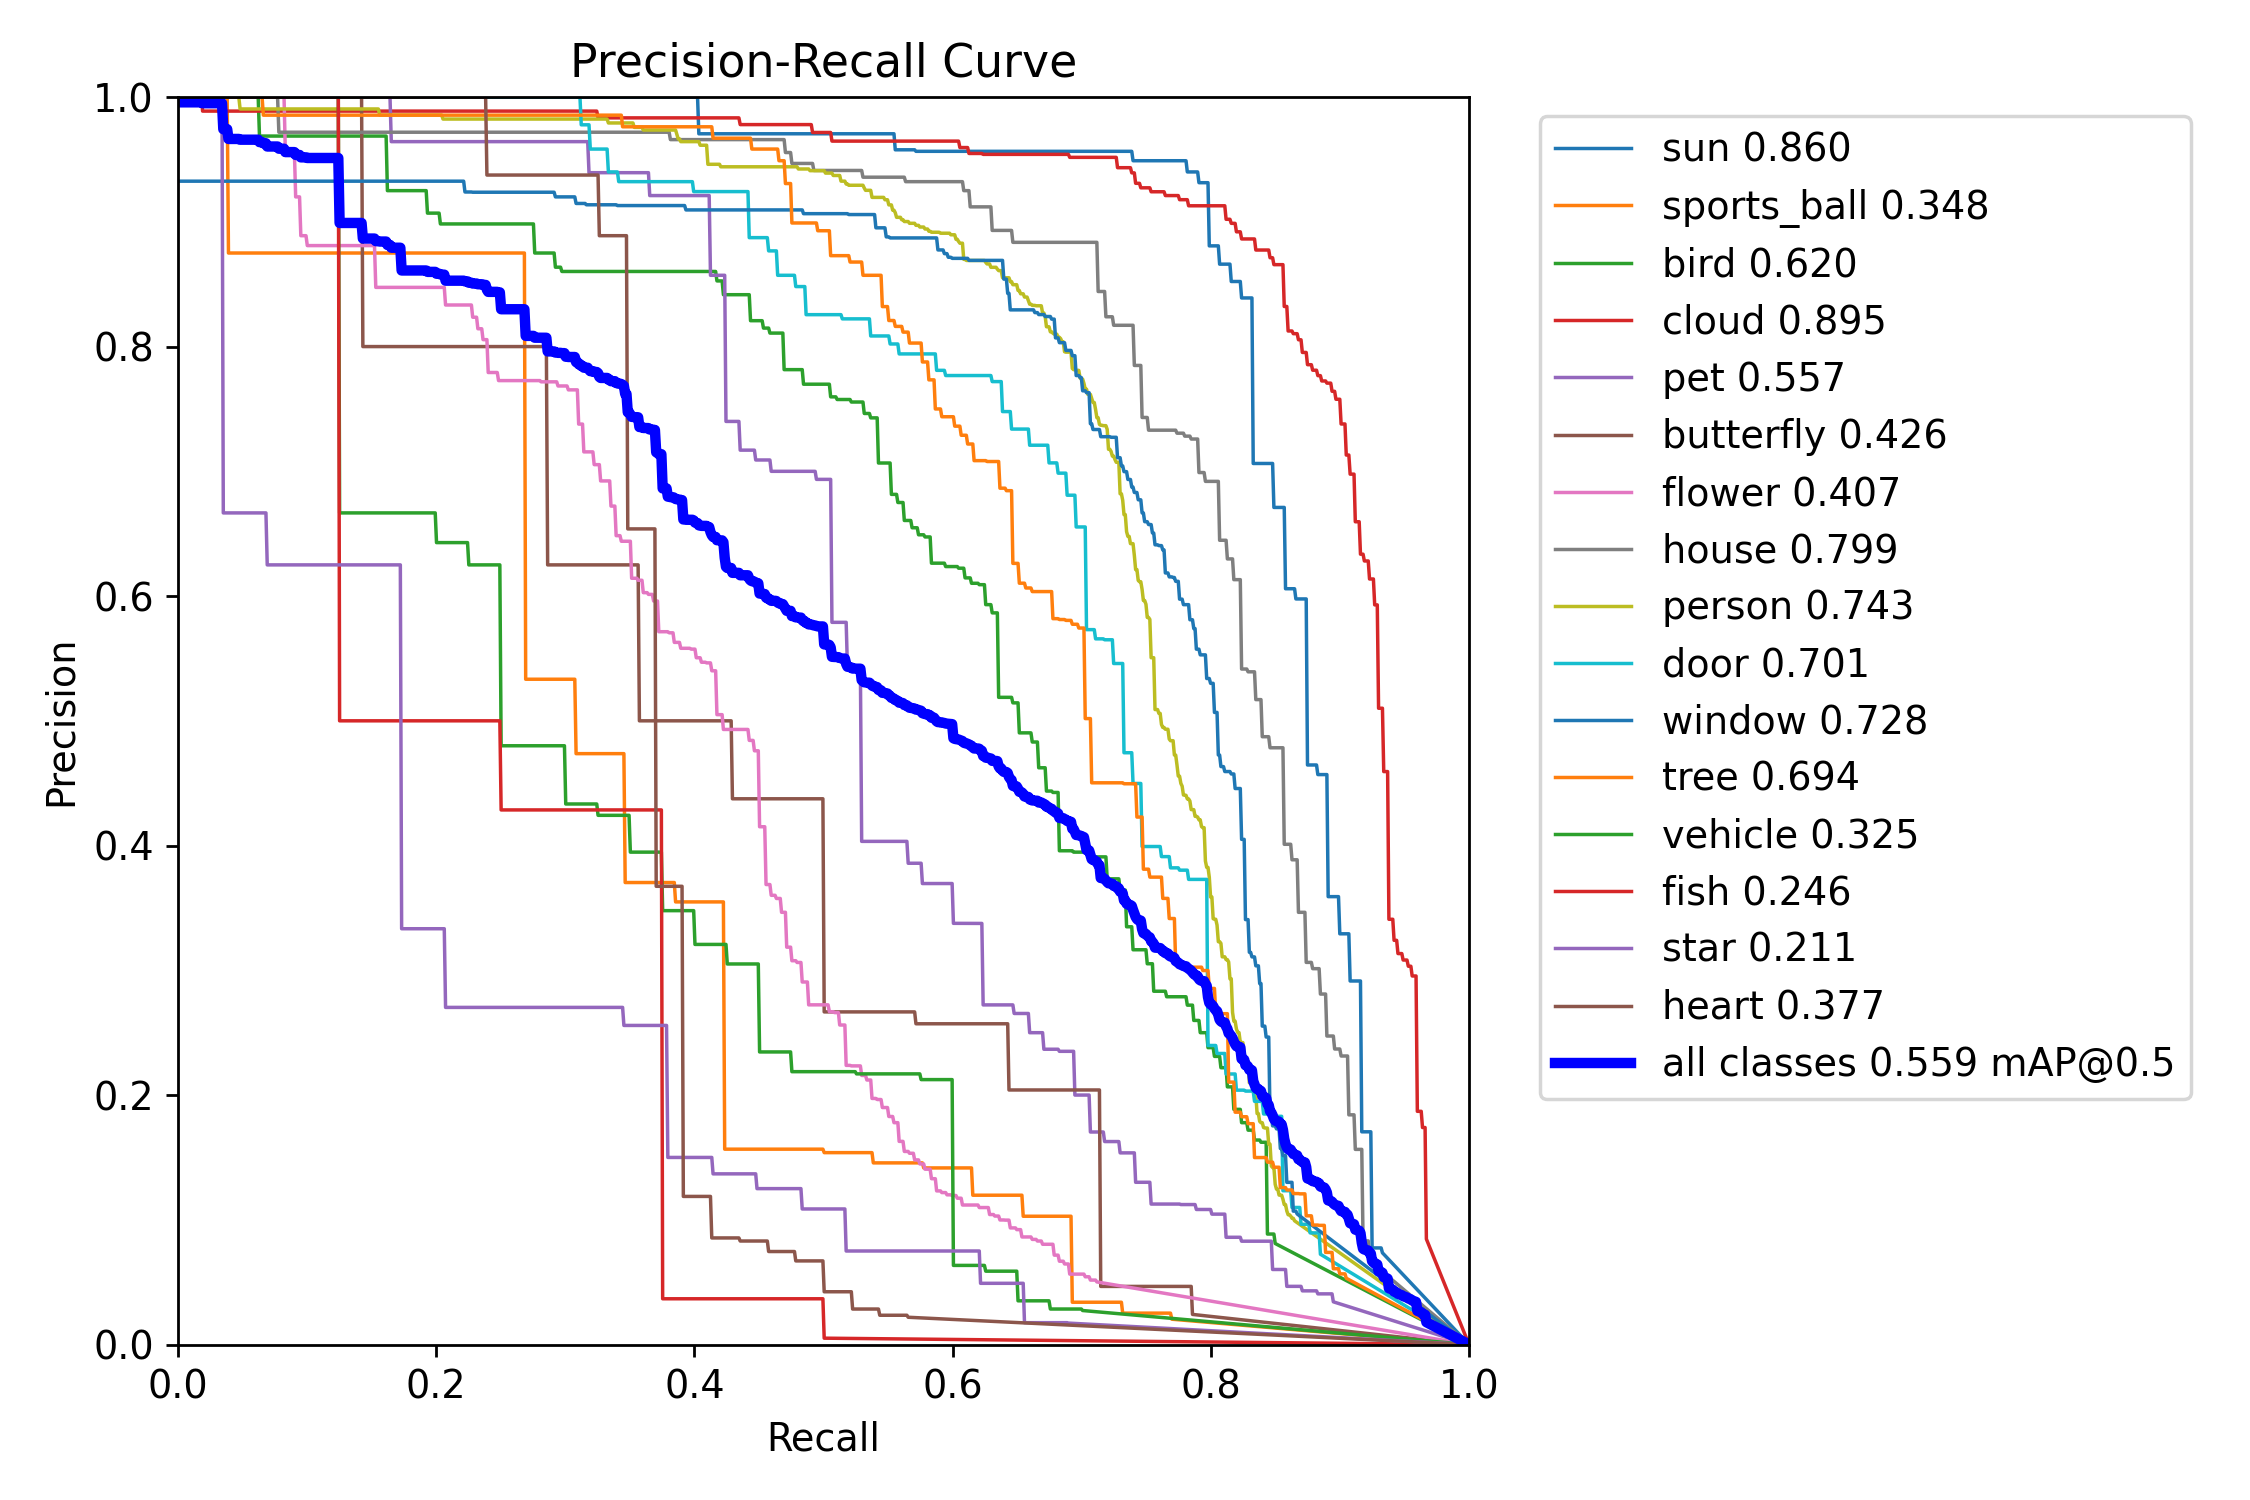 Precision-Recall Curve
1.0
0.8
0.6
0.4
0.2
0.0
Precision
0.0 0.2 0.4 0.6 0.8 1.0
Recall
sun 0.860
sports_ball 0.348
bird 0.620
cloud 0.895
pet 0.557
butterfly 0.426
flower 0.407
house 0.799
person 0.743
door 0.701
window 0.728
tree 0.694
vehicle 0.325
fish 0.246
star 0.211
heart 0.377
all classes 0.559 mAP@0.5